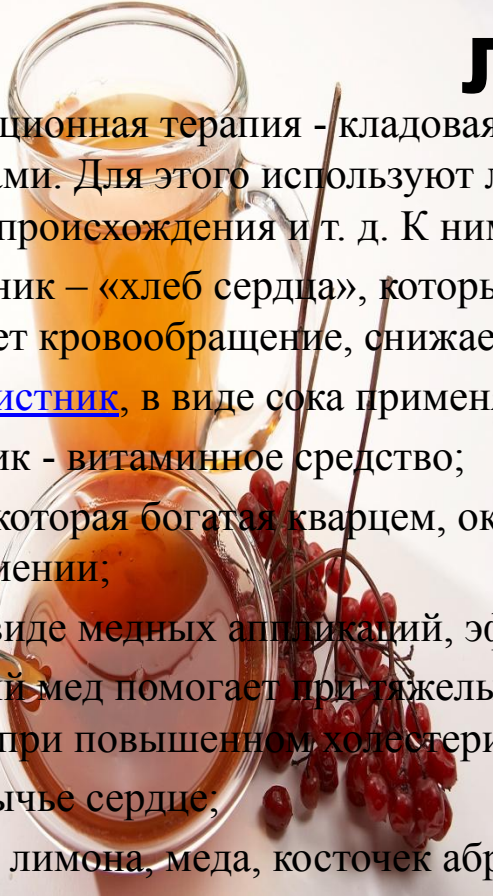 Л
ционная терапия - кладовая
ами. Для этого используют л
происхождения и т. д. К ним
ник – «хлеб сердца», которы
ет кровообращение, снижае
истник, в виде сока примен
ик - витаминное средство;
которая богатая кварцем, ок
мении;
виде медных аппликаций, эф
й мед помогает при тяжелы
при повышенном холестери
ычье сердце;
лимона, меда, косточек абр